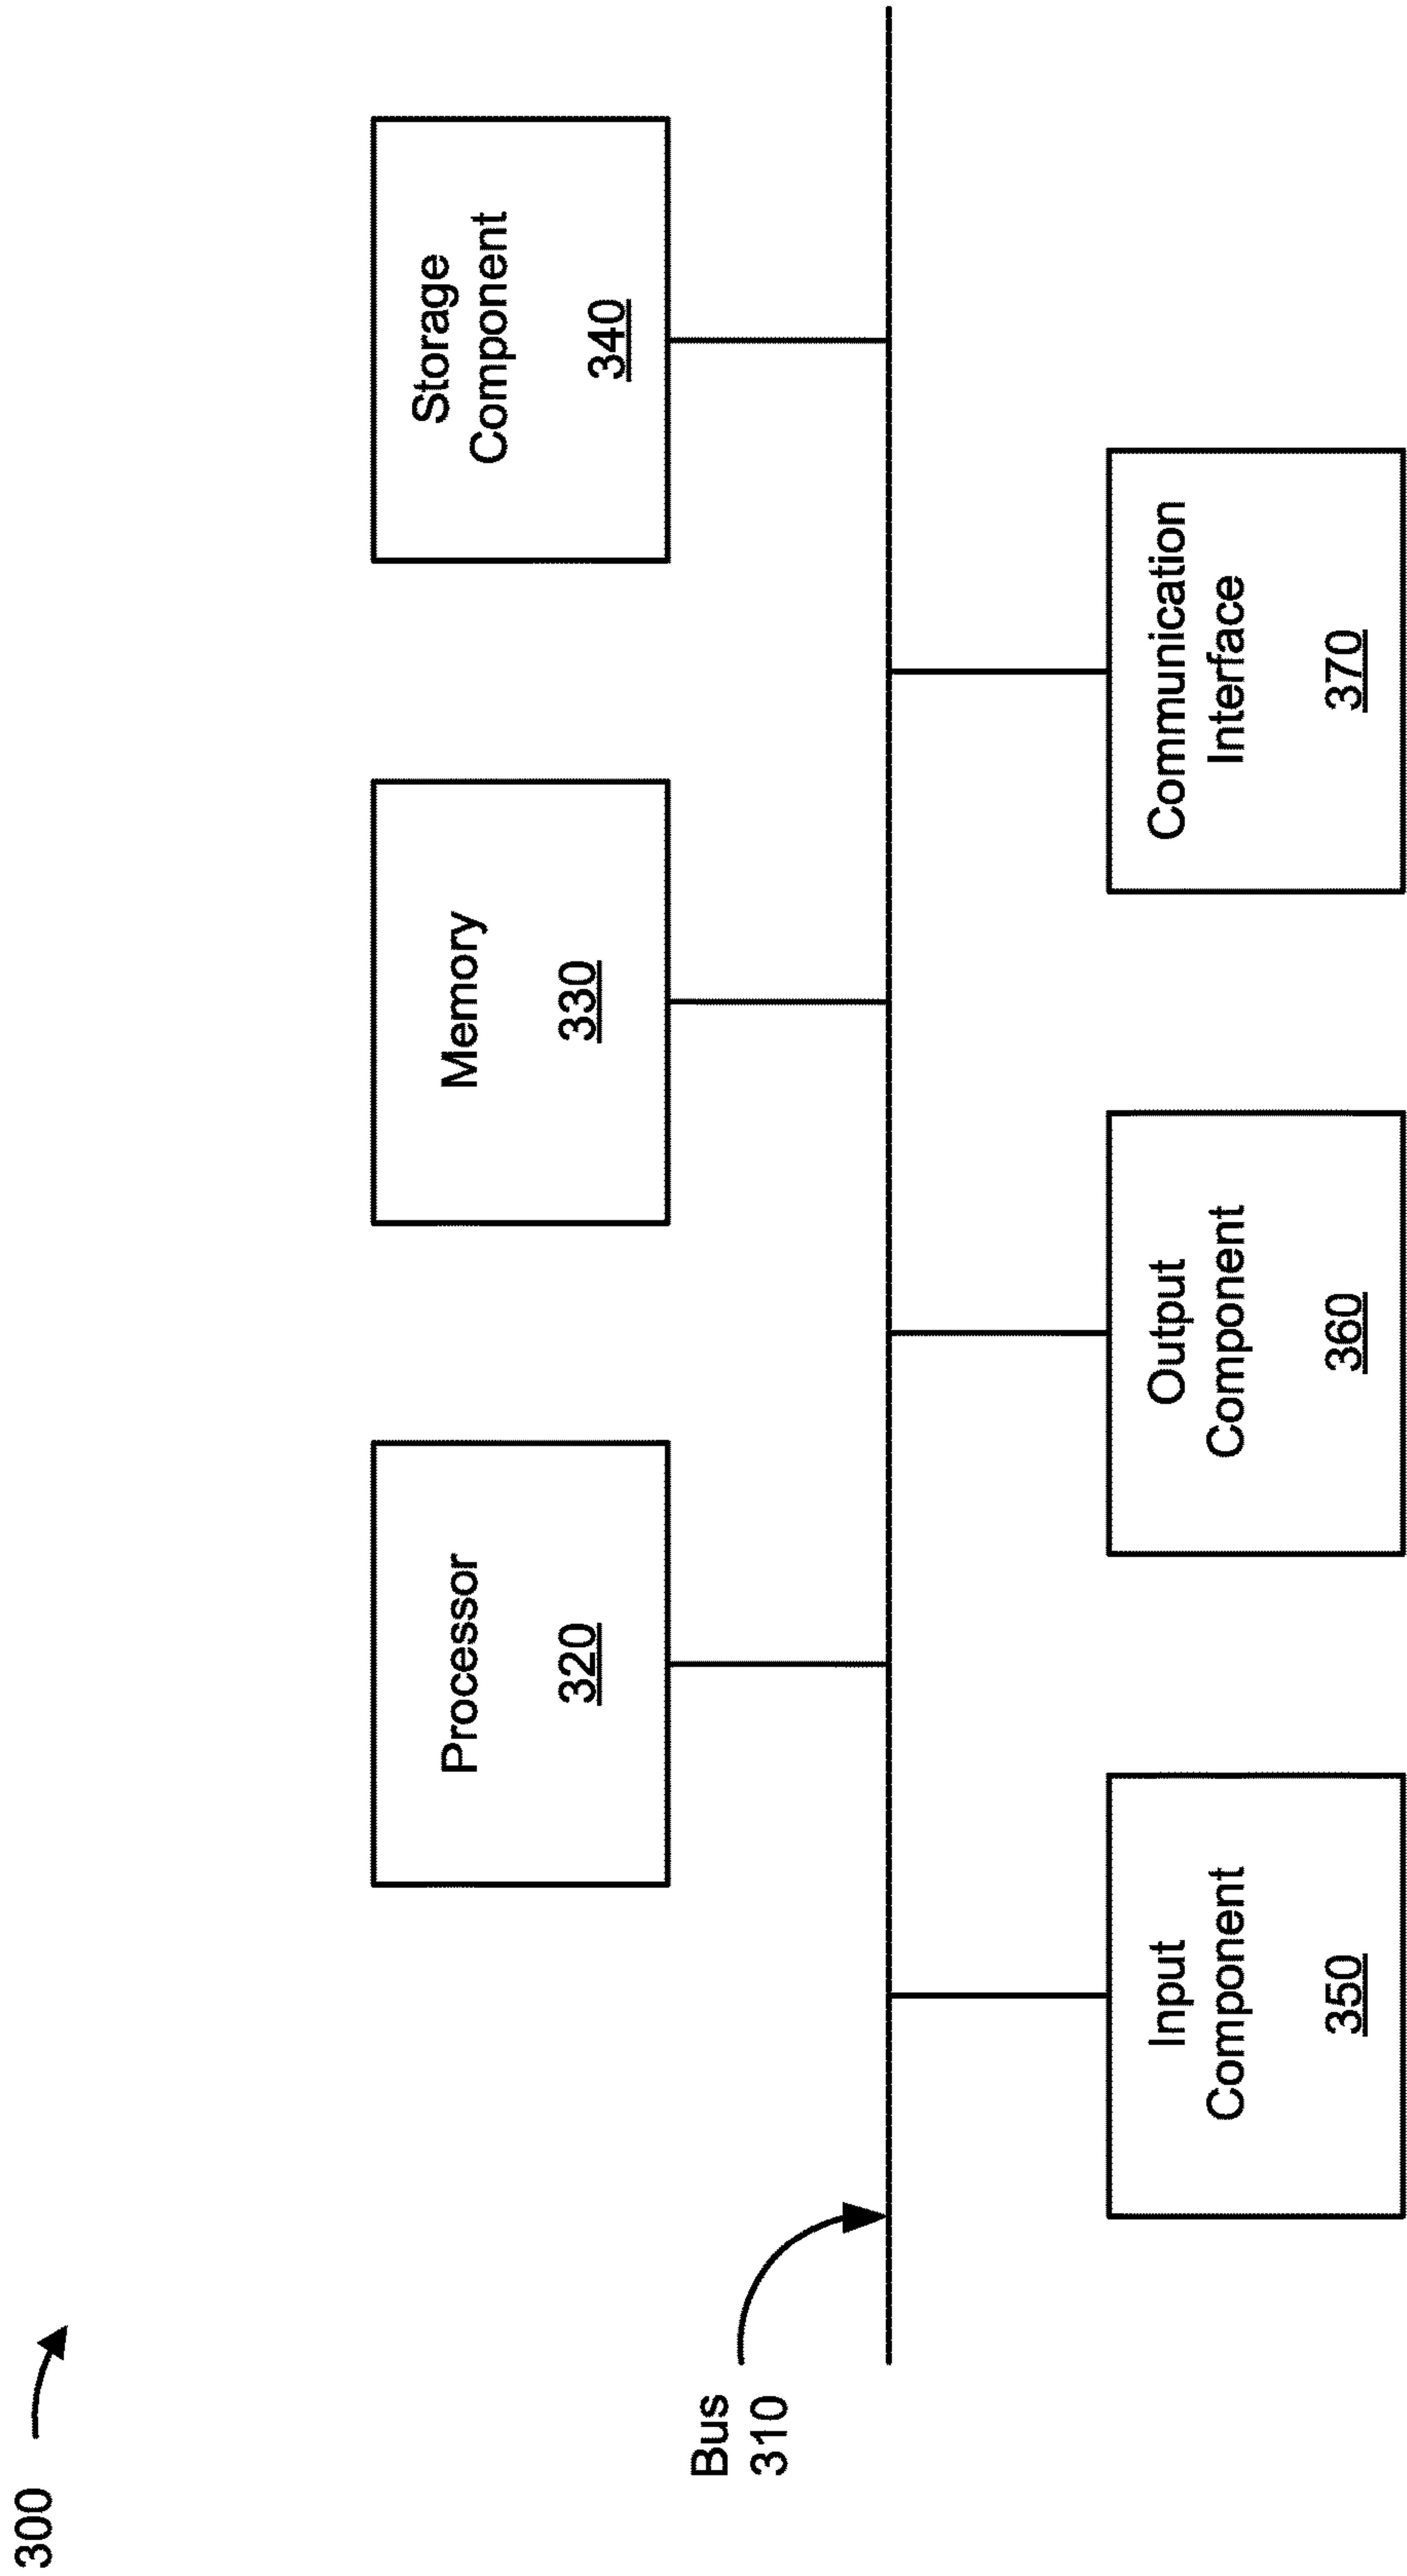 300
Processor
320
Memory
330
Storage
Component
340
Bus
310
Input
Component
350
Output
Component
360
Communication
Interface
370